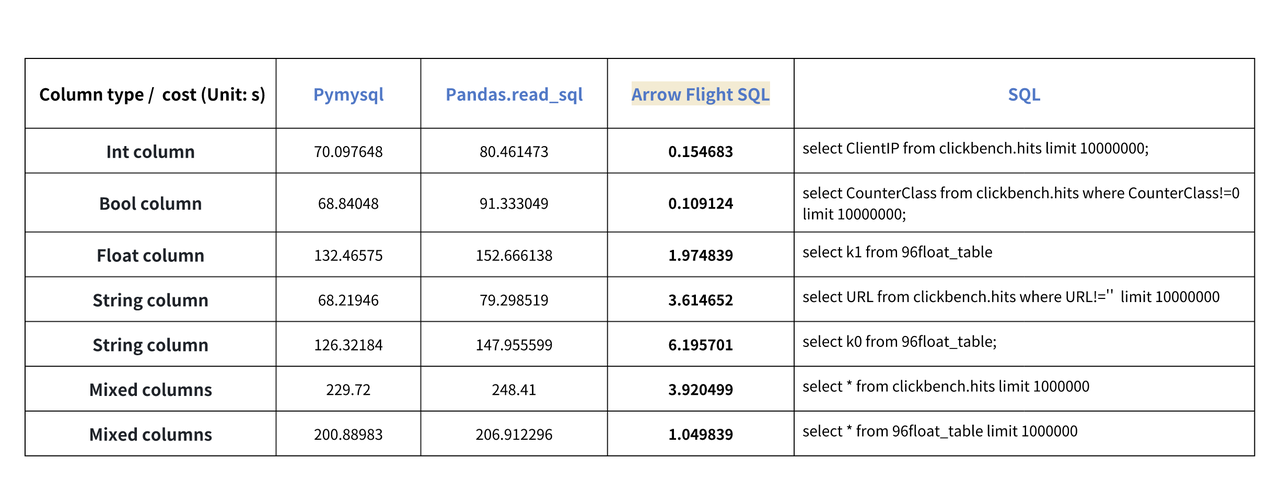 Column type / cost (Unit: s) Pymysql Pandas.read_sql Arrow Flight SQL SQL
Int column 70.097648 80.461473 0.154683 select ClientIP from clickbench.hits limit 10000000;
Bool column 68.84048 91.333049 0.109124 select CounterClass from clickbench.hits where CounterClass!=0
limit 10000000;
Float column 132.46575 152.666138 1.974839 select k1 from 96float_table
String column 68.21946 79.298519 3.614652 select URL from clickbench.hits where URL!='' limit 10000000
String column 126.32184 147.955599 6.195701 select k0 from 96float_table;
Mixed columns 229.72 248.41 3.920499 select * from clickbench.hits limit 1000000
Mixed columns 200.88983 206.912296 1.049839 select * from 96float_table limit 1000000